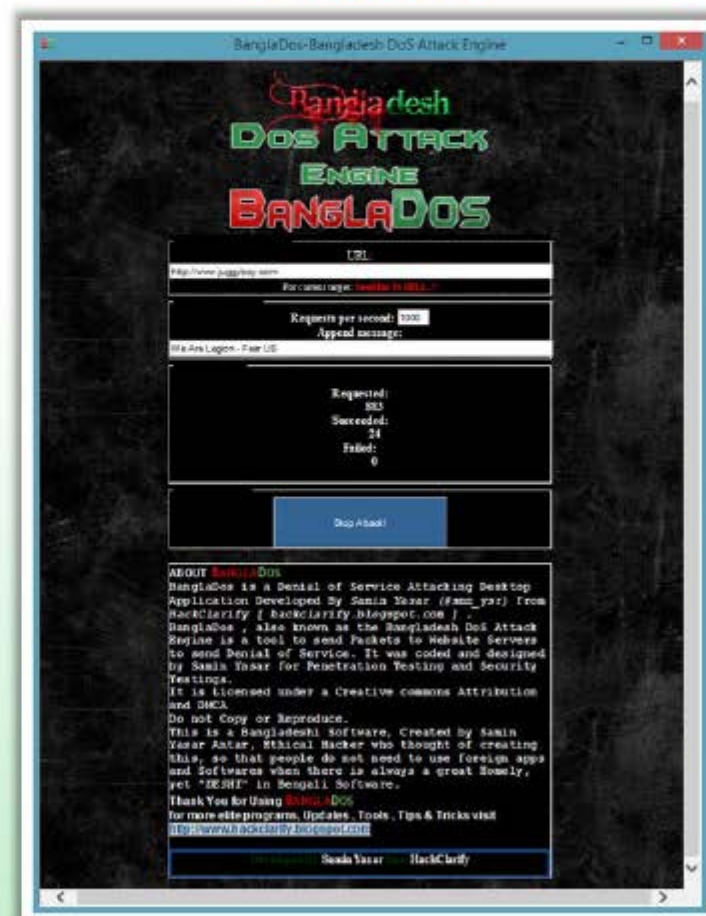 BanglaDos-Bangladesh DoS Attack Engine
Bangladesh
DOS ATTACK
ENGINE
BANGLADOS
URL:
http://www.juggyboy.com
For current target:
Requests per second: 1000
Append message:
We Are Legion - Fear US
Requested:
883
Succeeded:
24
Failed:
0
Stop Attack!
ABOUT BANGLADOS
BanglaDos is a Denial of Service Attacking Desktop
Application Developed By Samin Yasar from
HackClarify [ hackclarify.blogspot.com ] .
BanglaDos , also known as the Bangladesh DoS Attack
Engine is a tool to send Packets to Website Servers
to send Denial of Service. It was coded and designed
by Samin Yasar for Penetration Testing and Security
Testings.
It is Licensed under a Creative commons Attribution
and DMCA
Do not Copy or Reproduce.
This is a Bangladeshi Software, Created by Samin
Yasar Antar, Ethical Hacker who thought of creating
this, so that people do not need to use foreign apps
and Softwares when there is always a great Homely,
yet "DESHI" in Bengali Software.
Thank You for Using BANGLADOS
for more elite programs, Updates , Tools , Tips & Tricks visit
http://www.hackclarify.blogspot.com
Samin Yasar HackClarify